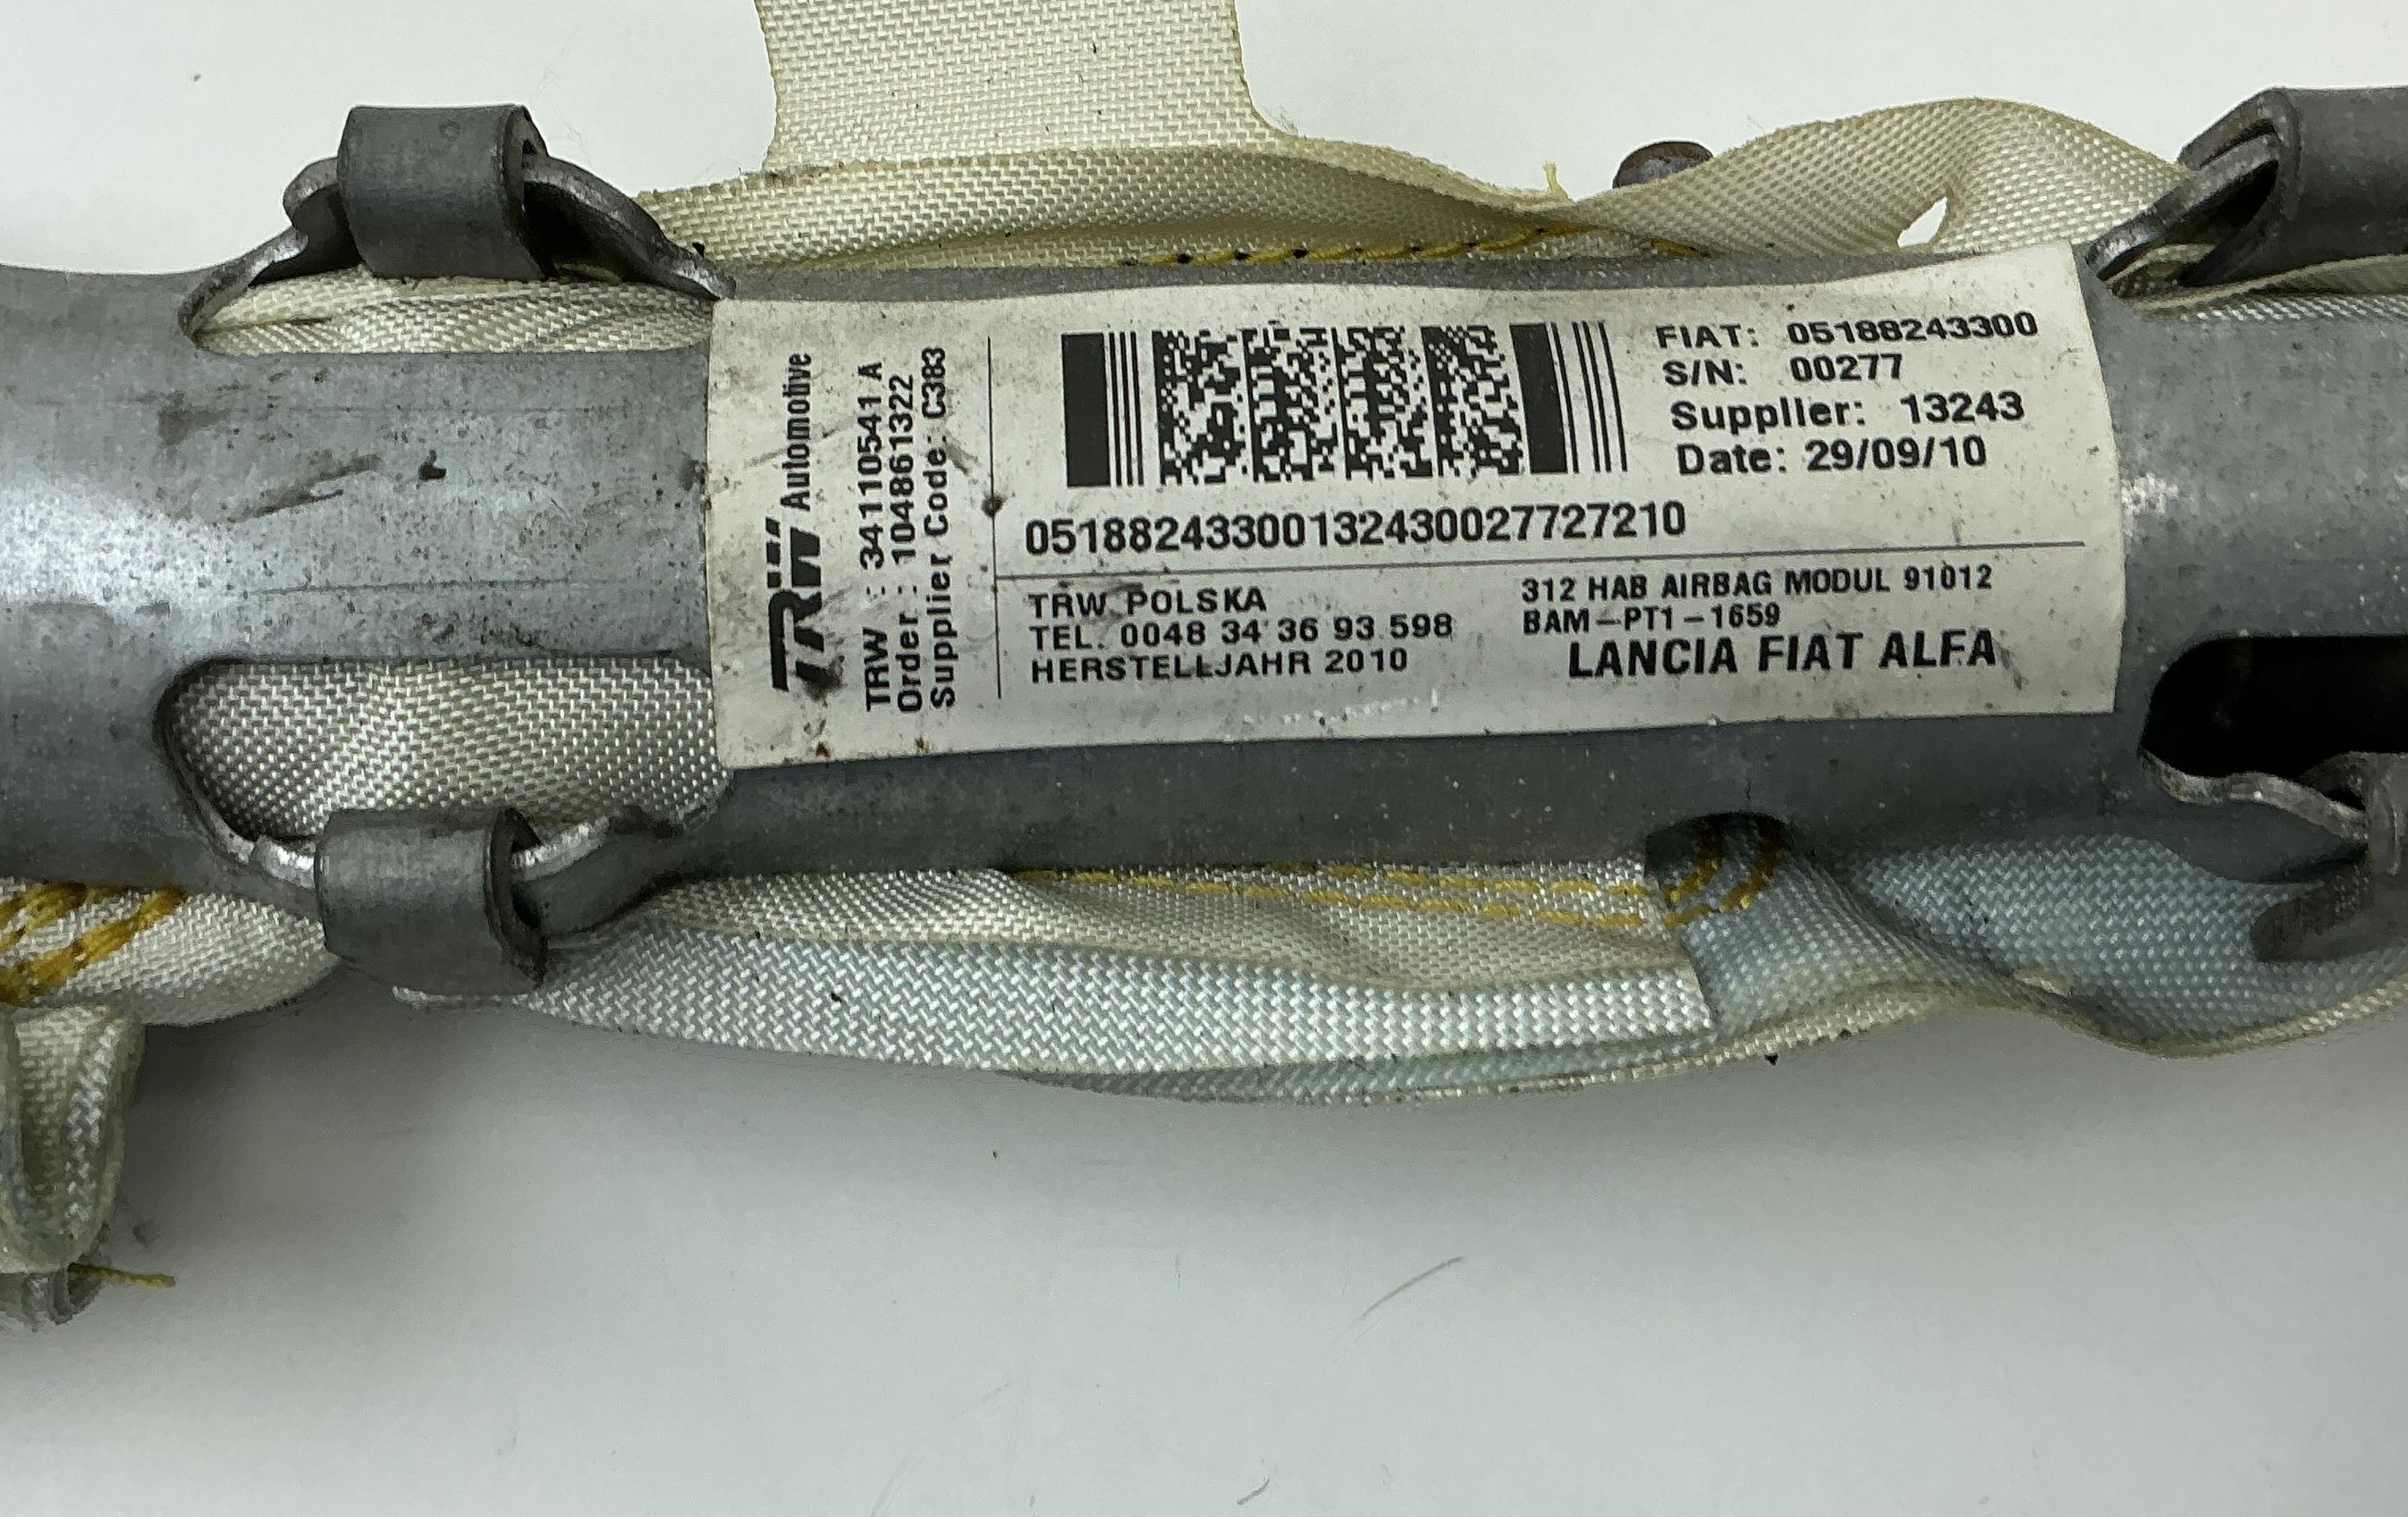 TRW Automotive
TRW : 34110541 A
Order : 104861322
Supplier Code: C383
FIAT: 05188243300
S/N: 00277
Supplier: 13243
Date: 29/09/10
05188243300132430027727210
TRW POLSKA
TEL. 0048 34 36 93 598
HERSTELLJAHR 2010
312 HAB AIRBAG MODUL 91012
BAM-PT1-1659
LANCIA FIAT ALFA